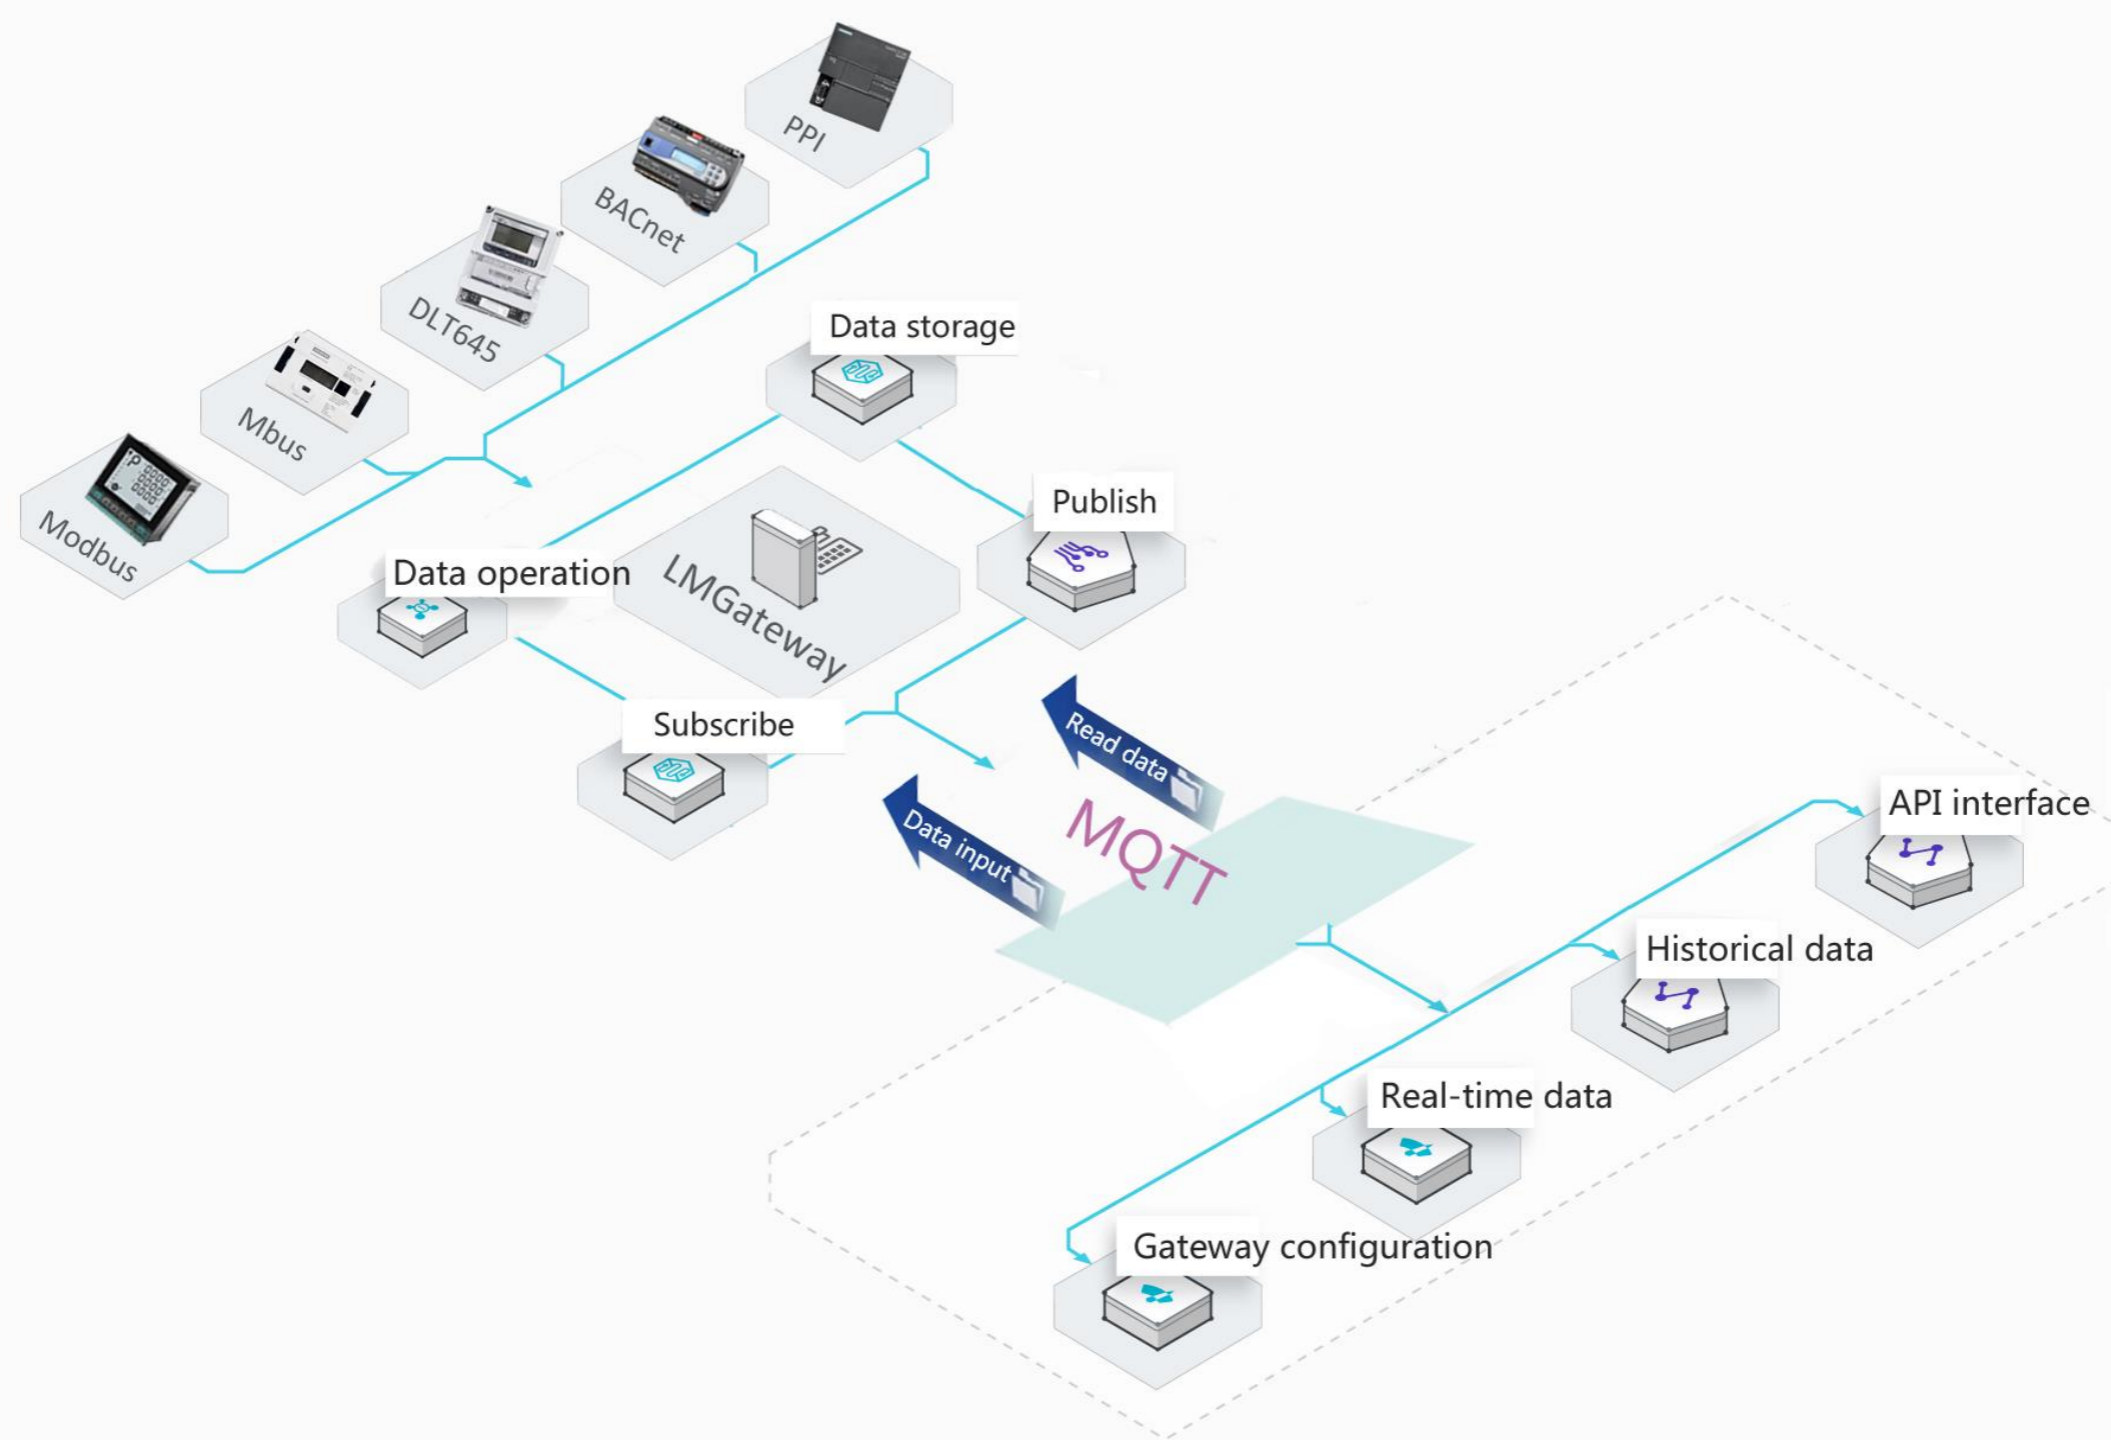 PPI
BACnet
DLT645
Mbus
Modbus
Data storage
Publish
Data operation
LMGateway
Subscribe
Read data
Data input
MQTT
API interface
Historical data
Real-time data
Gateway configuration